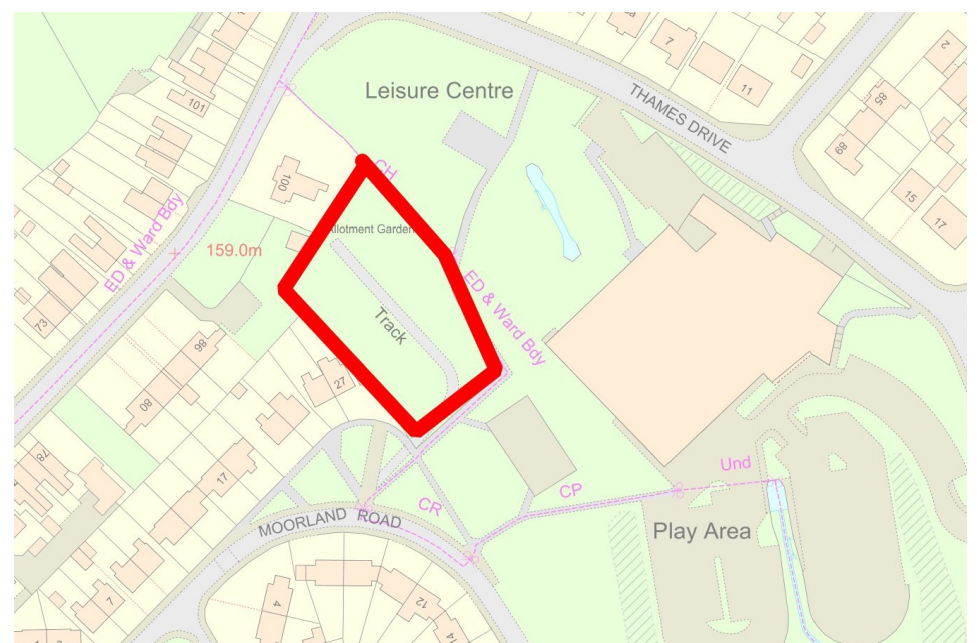 101
7
11
2
85
89
15
17
Leisure Centre
THAMES DRIVE
CH
100
Allotment Garden
ED & Ward Bdy
159.0m
ED & Ward Bdy
Track
73
98
80
27
78
17
Und
CP
CR
MOORLAND ROAD
Play Area
7
4
12
14